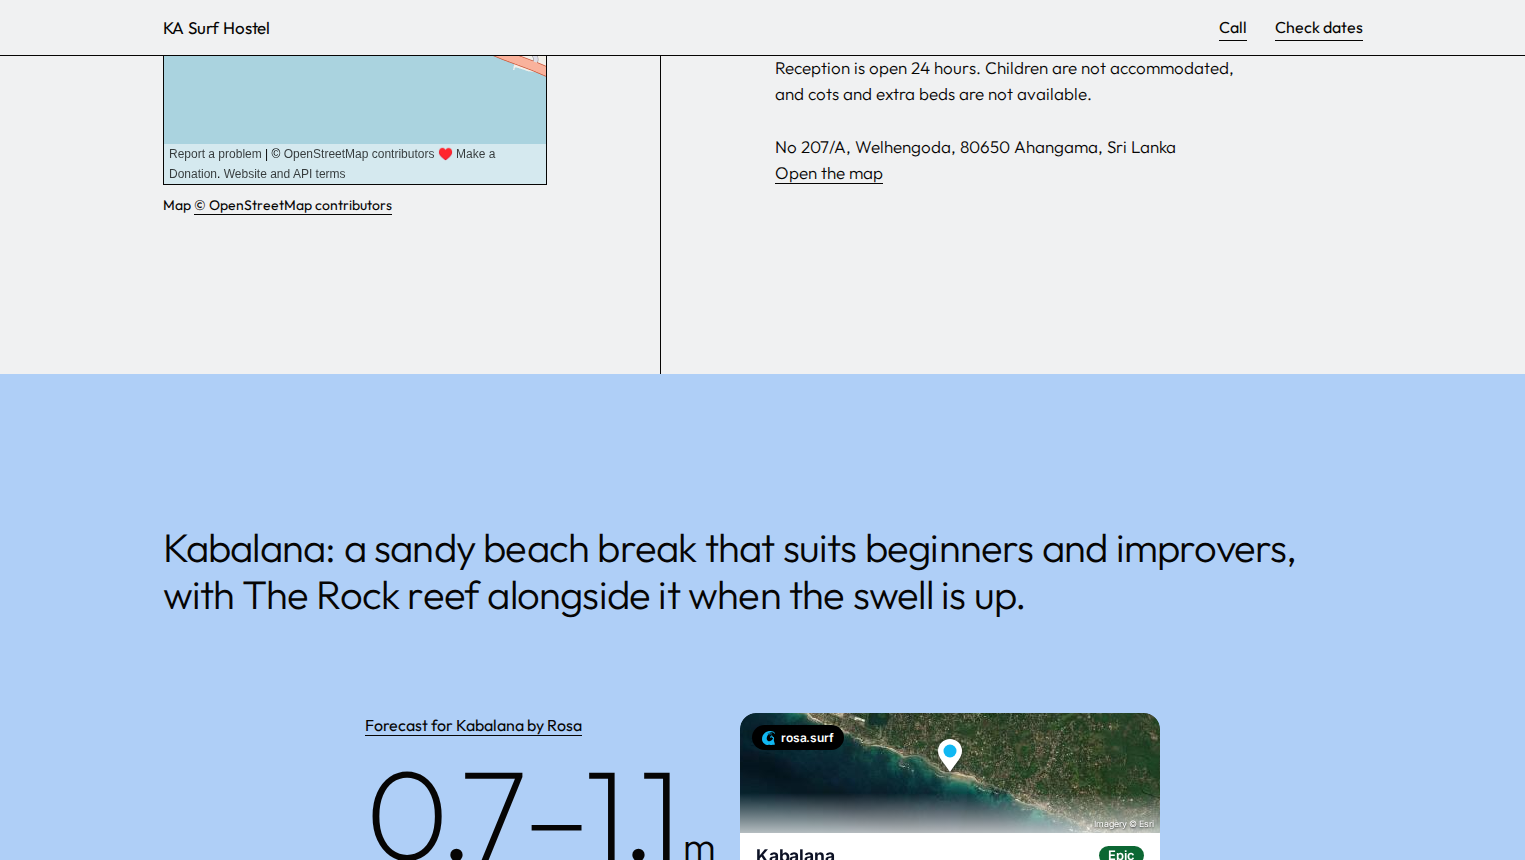 KA Surf Hostel
Call
Check dates
Report a problem | © OpenStreetMap contributors ❤️ Make a
Donation. Website and API terms
Map © OpenStreetMap contributors
Reception is open 24 hours. Children are not accommodated,
and cots and extra beds are not available.
No 207/A, Welhengoda, 80650 Ahangama, Sri Lanka
Open the map
Kabalana: a sandy beach break that suits beginners and improvers,
with The Rock reef alongside it when the swell is up.
Forecast for Kabalana by Rosa
0.7–1.1 m
rosa.surf
Imagery © Esri
Kabalana
Epic